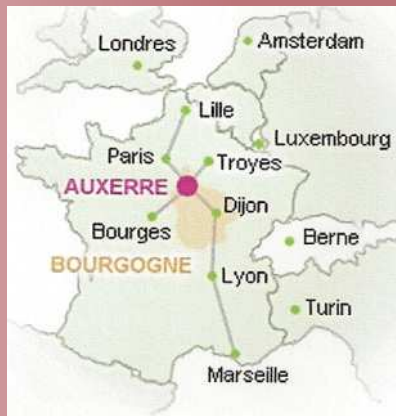 Londres
Amsterdam
Lille
Luxembourg
Paris
Troyes
AUXERRE
Dijon
Bourges
Berne
BOURGOGNE
Lyon
Turin
Marseille